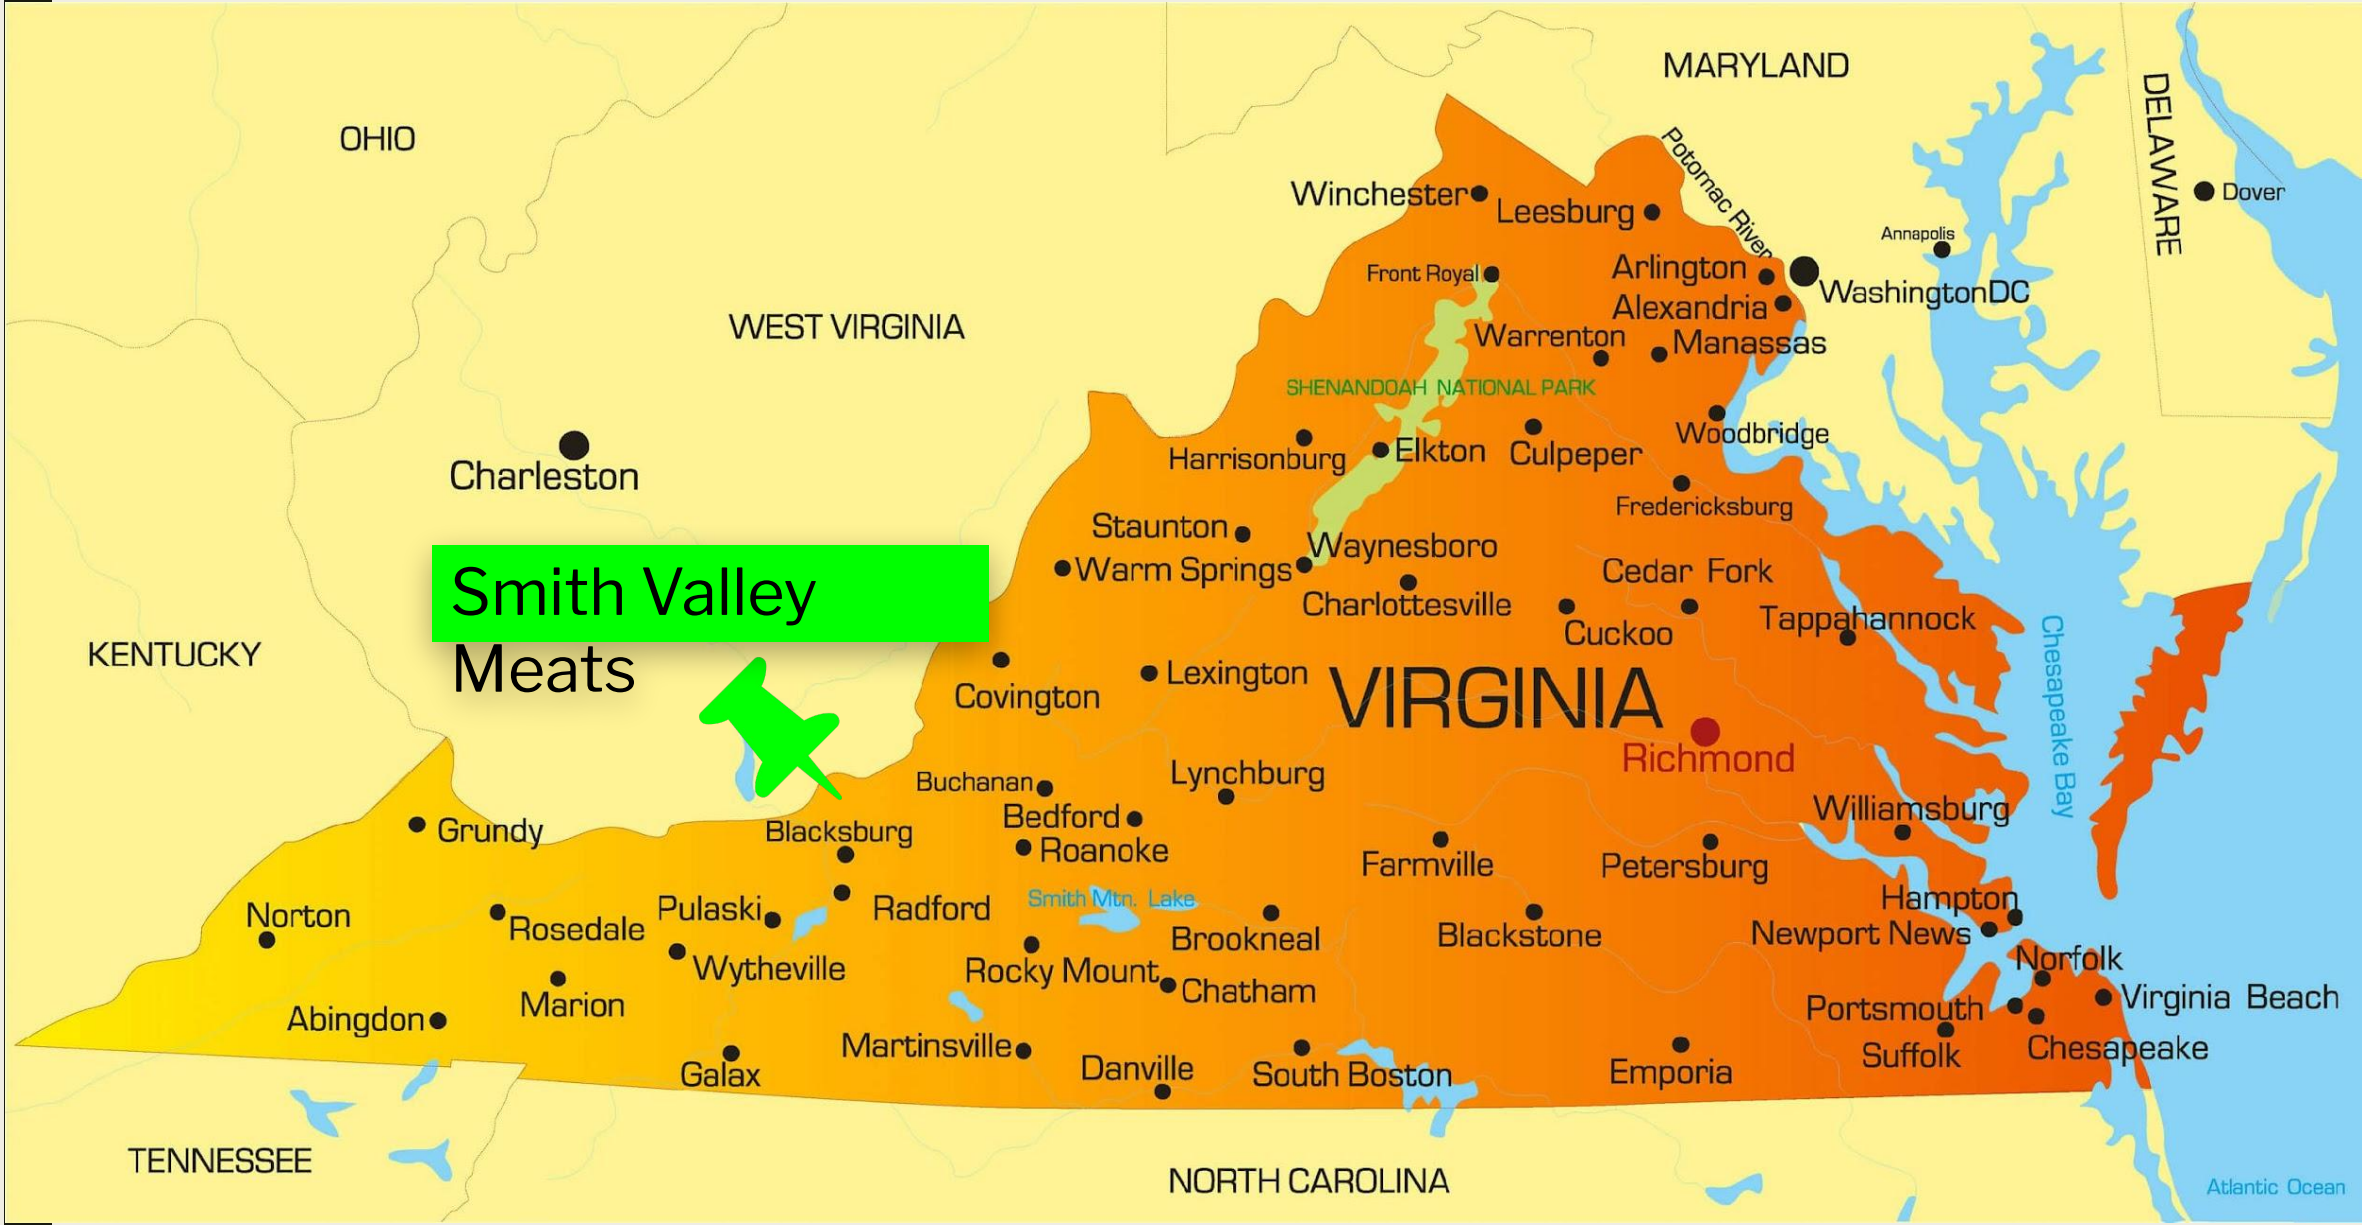 MARYLAND
DELAWARE
OHIO
Potomac River
Winchester
Leesburg
Dover
Annapolis
Front Royal
Arlington
WashingtonDC
Alexandria
WEST VIRGINIA
Warrenton
Manassas
SHENANDOAH NATIONAL PARK
Woodbridge
Harrisonburg
Elkton
Culpeper
Charleston
Fredericksburg
Staunton
Waynesboro
Warm Springs
Cedar Fork
Smith Valley
Meats
Charlottesville
Cuckoo
Tappahannock
KENTUCKY
Covington
Lexington
VIRGINIA
Chesapeake Bay
Richmond
Buchanan
Lynchburg
Williamsburg
Bedford
Grundy
Blacksburg
Roanoke
Farmville
Petersburg
Smith Mtn. Lake
Hampton
Norton
Rosedale
Pulaski
Radford
Brookneal
Blackstone
Newport News
Norfolk
Wytheville
Rocky Mount
Chatham
Virginia Beach
Marion
Portsmouth
Abingdon
Martinsville
Suffolk
Chesapeake
Galax
Danville
South Boston
Emporia
TENNESSEE
NORTH CAROLINA
Atlantic Ocean